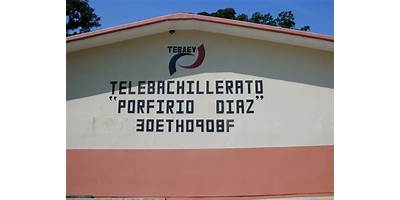 TEBAEV
TELEBACHILLERATO
"PORFIRIO DIAZ"
30ETH0908F